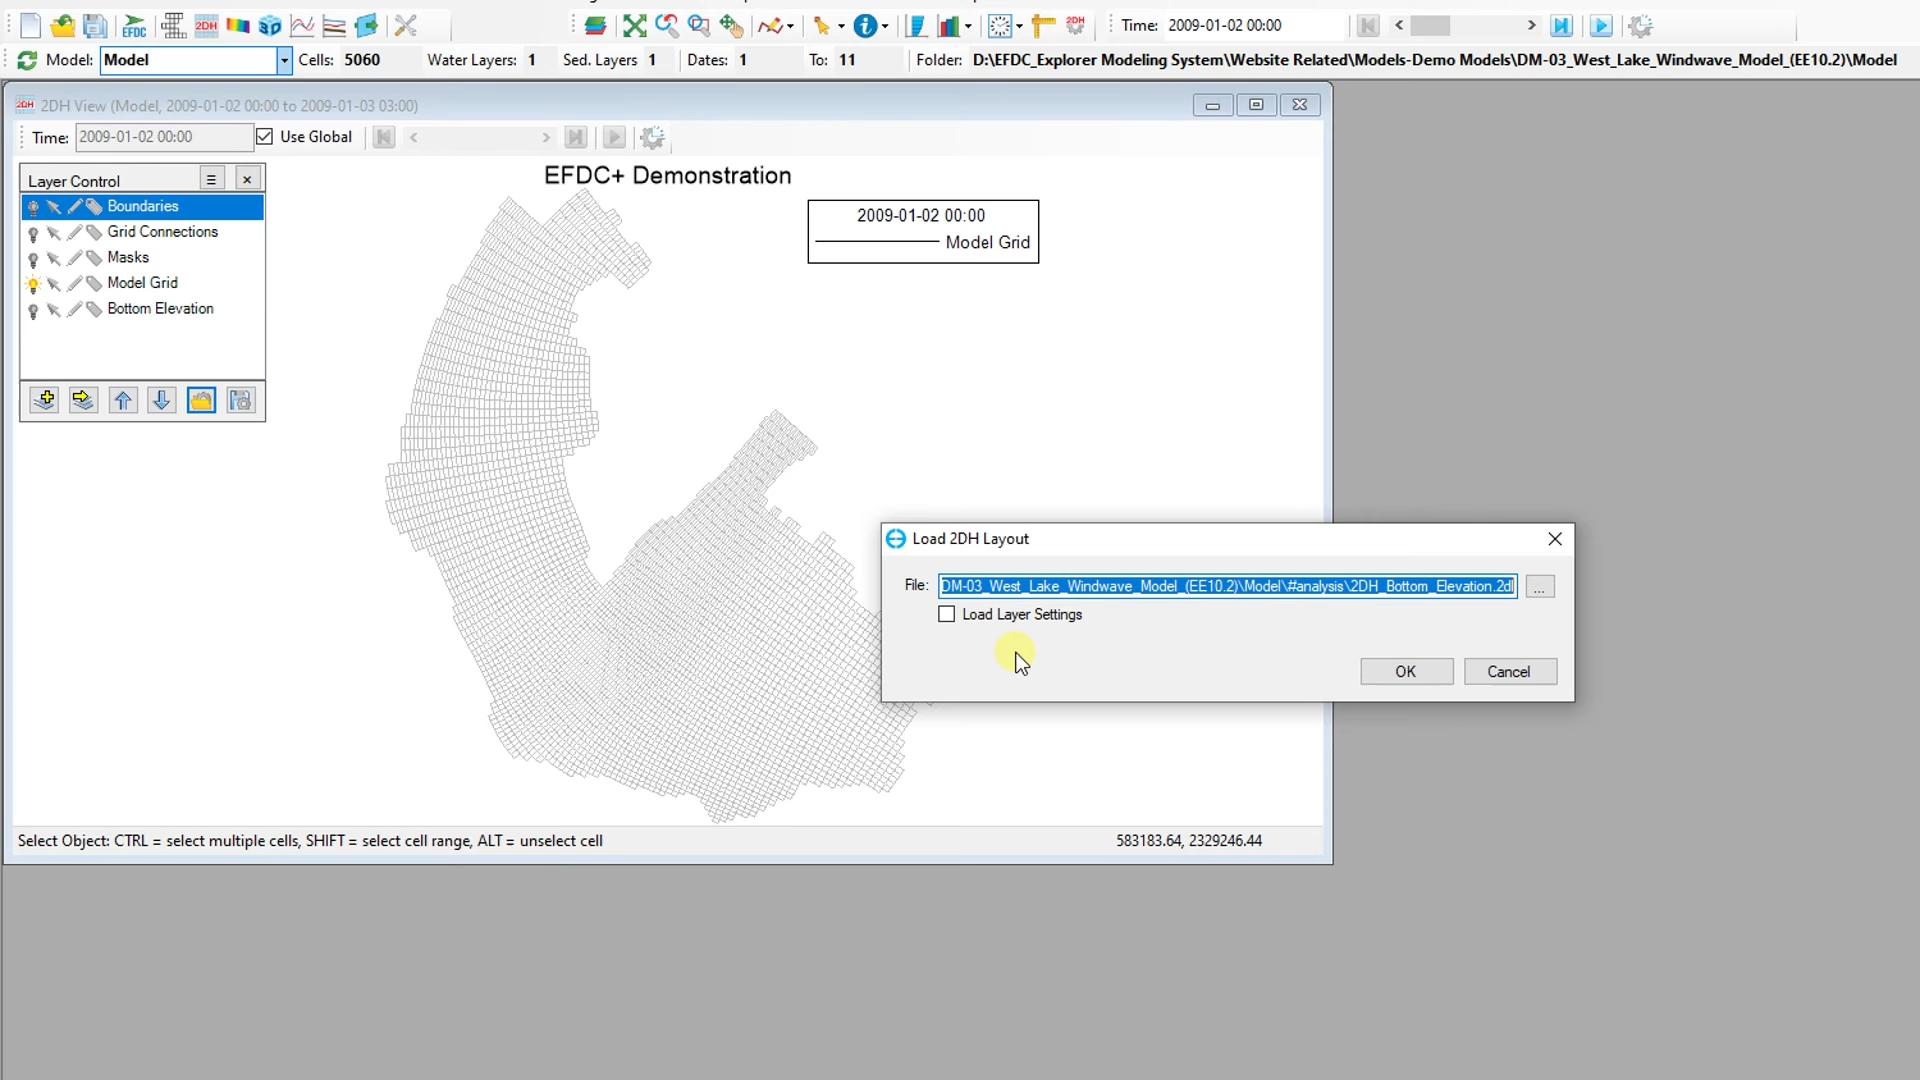 EFDC
2DH
3D
2DH
Time: 2009-01-02 00:00
Model: Model
Cells: 5060
Water Layers: 1
Sed. Layers 1
Dates: 1
To: 11
Folder: D:\EFDC_Explorer Modeling System\Website Related\Models-Demo Models\DM-03_West_Lake_Windwave_Model_(EE10.2)\Model
2DH 2DH View (Model, 2009-01-02 00:00 to 2009-01-03 03:00)
Time: 2009-01-02 00:00
Use Global
EFDC+ Demonstration
Layer Control
Boundaries
Grid Connections
Masks
Model Grid
Bottom Elevation
2009-01-02 00:00
Model Grid
Load 2DH Layout
File: DM-03_West_Lake_Windwave_Model_(EE10.2)\Model\#analysis\2DH_Bottom_Elevation.2dl
...
Load Layer Settings
OK
Cancel
Select Object: CTRL = select multiple cells, SHIFT = select cell range, ALT = unselect cell
583183.64, 2329246.44